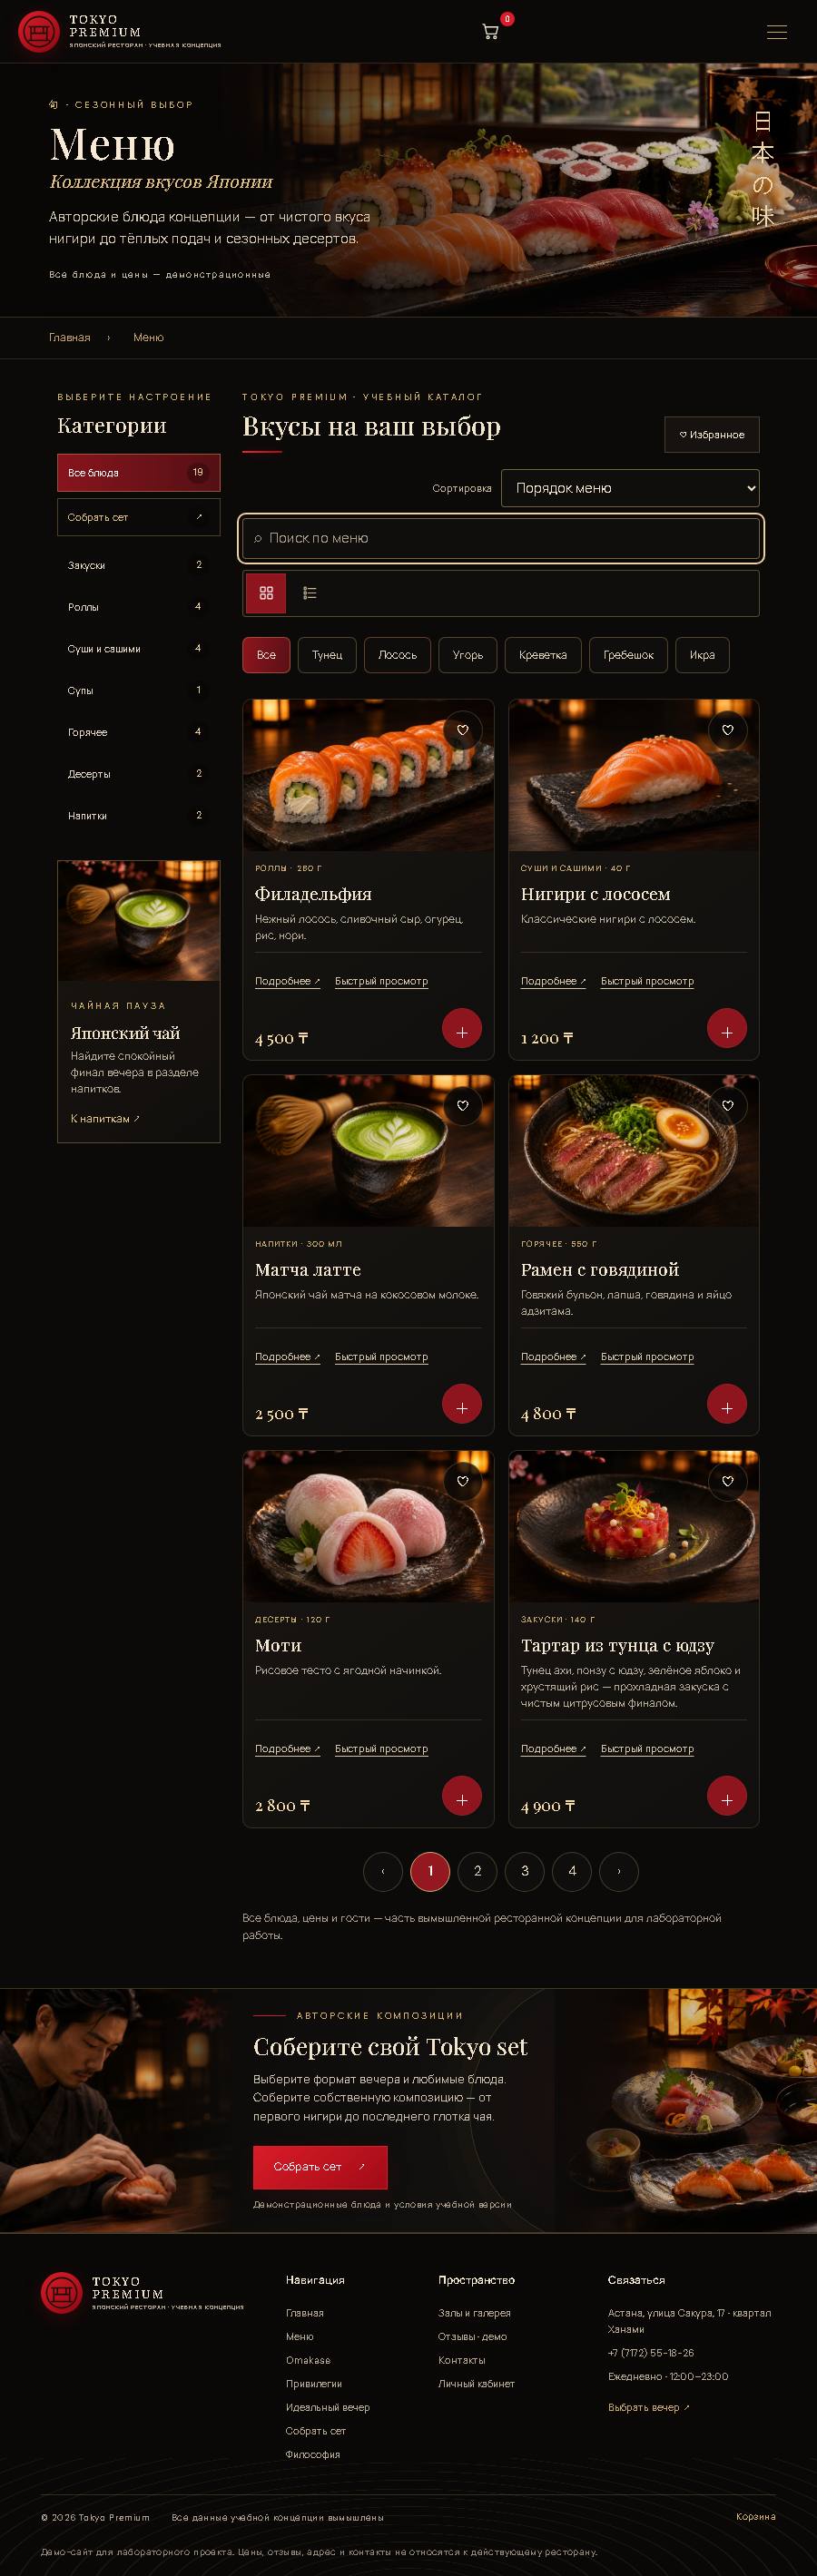 TOKYO
PREMIUM
ЯПОНСКИЙ РЕСТОРАН · УЧЕБНАЯ КОНЦЕПЦИЯ
0
旬 · СЕЗОННЫЙ ВЫБОР
Меню
Коллекция вкусов Японии
Авторские блюда концепции — от чистого вкуса
нигири до тёплых подач и сезонных десертов.
Все блюда и цены — демонстрационные
日本の味
Главная › Меню
ВЫБЕРИТЕ НАСТРОЕНИЕ
Категории
Все блюда 19
Собрать сет ↗
Закуски 2
Роллы 4
Суши и сашими 4
Супы 1
Горячее 4
Десерты 2
Напитки 2
ЧАЙНАЯ ПАУЗА
Японский чай
Найдите спокойный
финал вечера в разделе
напитков.
К напиткам ↗
TOKYO PREMIUM · УЧЕБНЫЙ КАТАЛОГ
Вкусы на ваш выбор
♡ Избранное
Сортировка Порядок меню
⌕ Поиск по меню
Все Тунец Лосось Угорь Креветка Гребешок Икра
РОЛЛЫ · 280 Г
Филадельфия
Нежный лосось, сливочный сыр, огурец,
рис, нори.
Подробнее ↗ Быстрый просмотр
4 500 ₸ +
СУШИ И САШИМИ · 40 Г
Нигири с лососем
Классические нигири с лососем.
Подробнее ↗ Быстрый просмотр
1 200 ₸ +
НАПИТКИ · 300 МЛ
Матча латте
Японский чай матча на кокосовом молоке.
Подробнее ↗ Быстрый просмотр
2 500 ₸ +
ГОРЯЧЕЕ · 550 Г
Рамен с говядиной
Говяжий бульон, лапша, говядина и яйцо
адзитама.
Подробнее ↗ Быстрый просмотр
4 800 ₸ +
ДЕСЕРТЫ · 120 Г
Моти
Рисовое тесто с ягодной начинкой.
Подробнее ↗ Быстрый просмотр
2 800 ₸ +
ЗАКУСКИ · 140 Г
Тартар из тунца с юдзу
Тунец ахи, понзу с юдзу, зелёное яблоко и
хрустящий рис — прохладная закуска с
чистым цитрусовым финалом.
Подробнее ↗ Быстрый просмотр
4 900 ₸ +
‹ 1 2 3 4 ›
Все блюда, цены и гости — часть вымышленной ресторанной концепции для лабораторной
работы.
АВТОРСКИЕ КОМПОЗИЦИИ
Соберите свой Tokyo set
Выберите формат вечера и любимые блюда.
Соберите собственную композицию — от
первого нигири до последнего глотка чая.
Собрать сет ↗
Демонстрационные блюда и условия учебной версии
TOKYO
PREMIUM
ЯПОНСКИЙ РЕСТОРАН · УЧЕБНАЯ КОНЦЕПЦИЯ
Навигация
Главная
Меню
Omakase
Привилегии
Идеальный вечер
Собрать сет
Философия
Пространство
Залы и галерея
Отзывы · демо
Контакты
Личный кабинет
Связаться
Астана, улица Сакура, 17 · квартал
Ханами
+7 (7172) 55-18-26
Ежедневно · 12:00–23:00
Выбрать вечер ↗
© 2026 Tokyo Premium Все данные учебной концепции вымышлены Корзина
Демо-сайт для лабораторного проекта. Цены, отзывы, адрес и контакты не относятся к действующему ресторану.